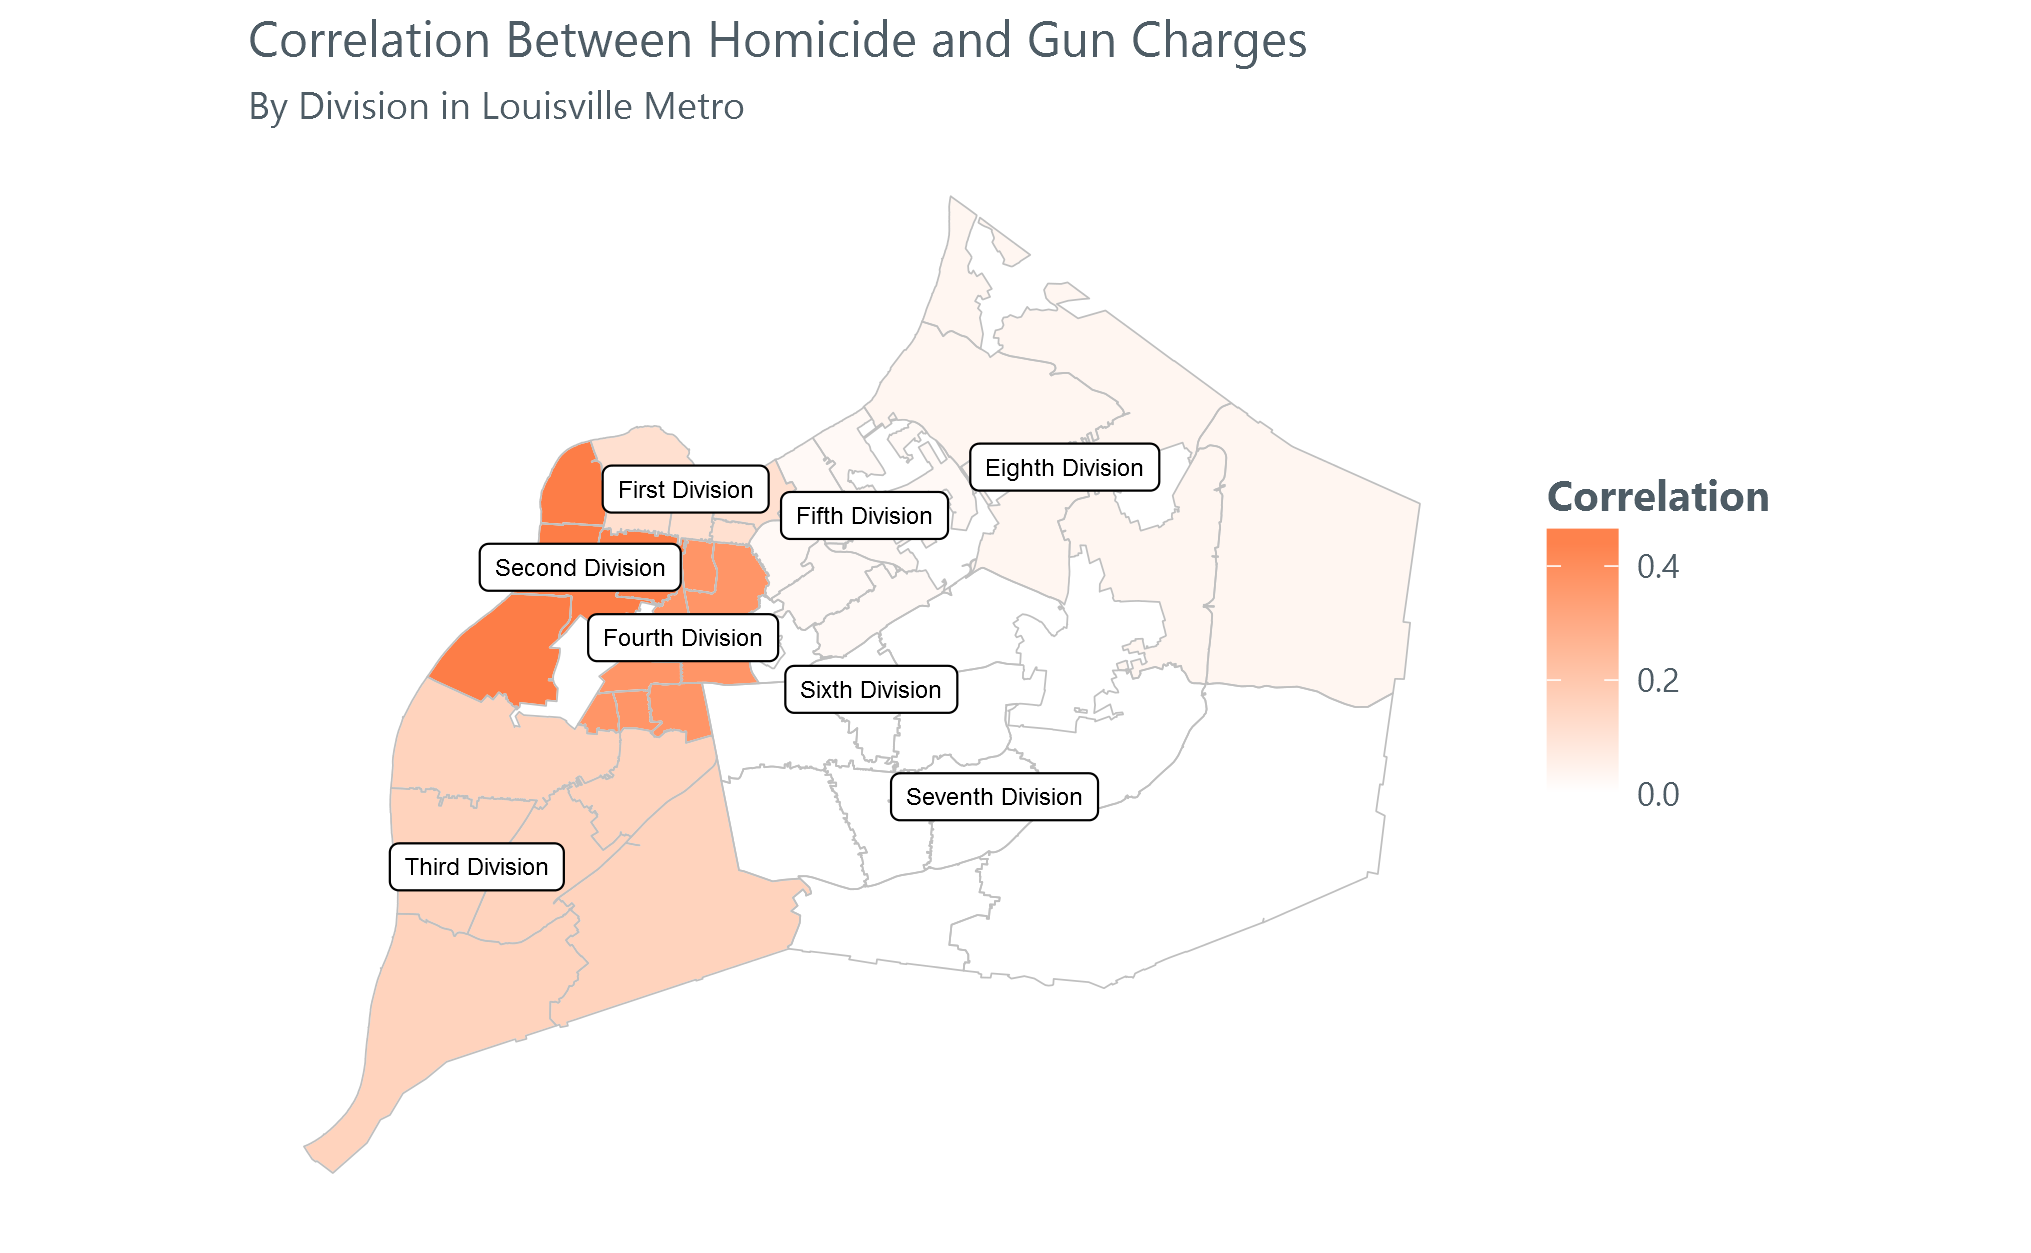 Correlation Between Homicide and Gun Charges
By Division in Louisville Metro
Eighth Division
First Division
Fifth Division
Second Division
Fourth Division
Sixth Division
Seventh Division
Third Division
Correlation
0.4
0.2
0.0